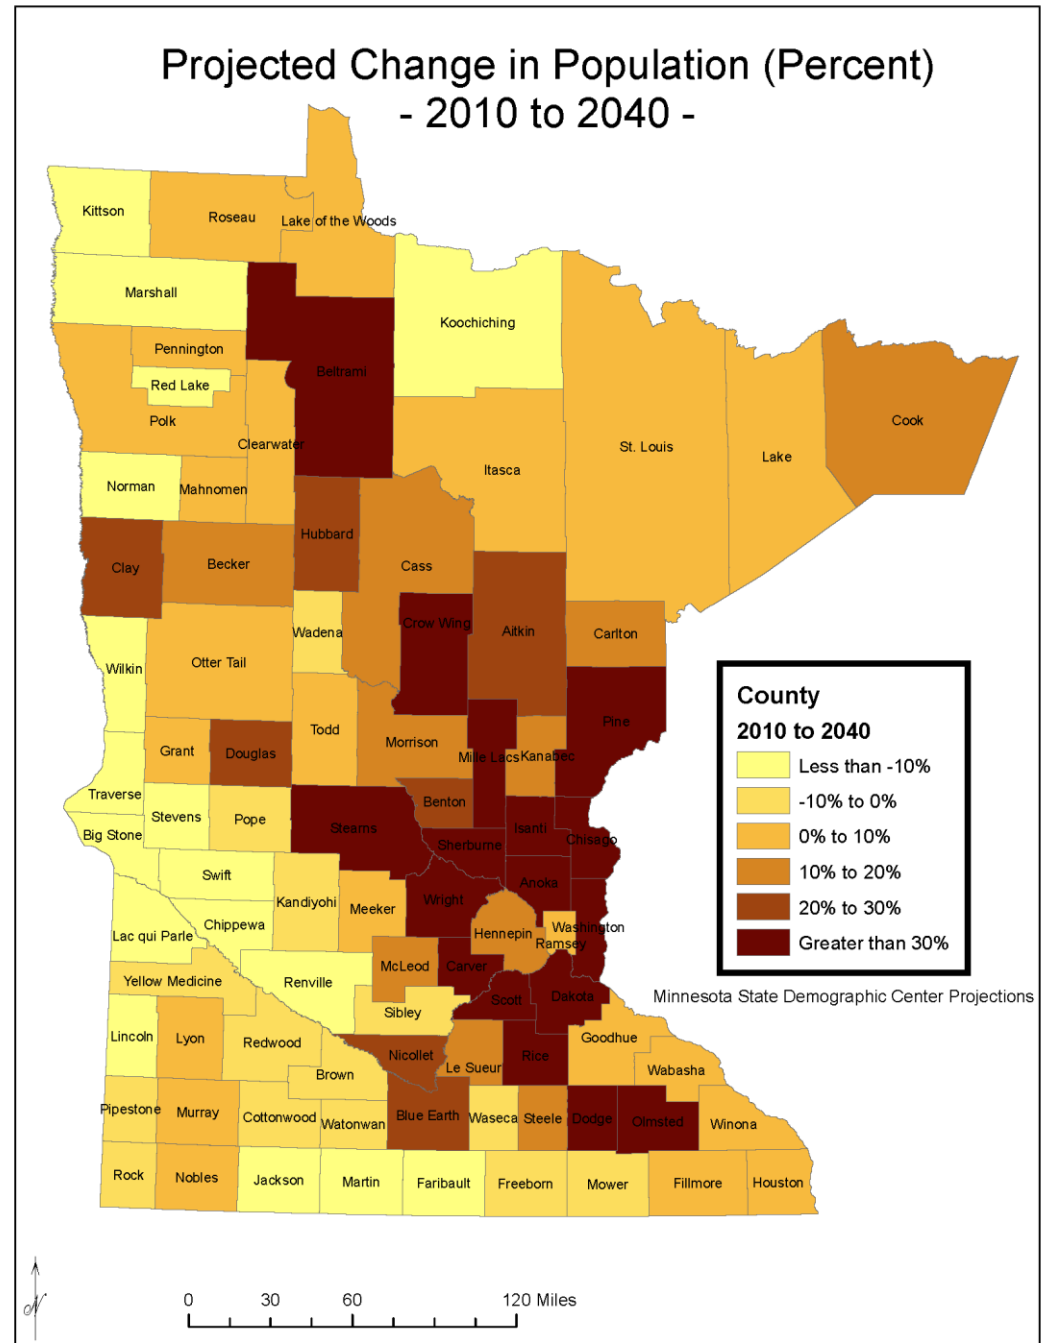 Projected Change in Population (Percent)
- 2010 to 2040 -
Kittson
Roseau
Lake of the Woods
Marshall
Koochiching
Pennington
Beltrami
Red Lake
Polk
Clearwater
Cook
St. Louis
Lake
Itasca
Norman
Mahnomen
Hubbard
Clay
Becker
Cass
Crow Wing
Aitkin
Carlton
Wadena
Otter Tail
Wilkin
Pine
Todd
Morrison
Grant
Douglas
Mille Lacs
Kanabec
Traverse
Benton
Stevens
Pope
Stearns
Isanti
Big Stone
Sherburne
Chisago
Swift
Anoka
Kandiyohi
Meeker
Wright
Chippewa
Lac qui Parle
Hennepin
Washington
Ramsey
McLeod
Carver
Yellow Medicine
Renville
Scott
Dakota
Sibley
Lincoln
Lyon
Redwood
Nicollet
Le Sueur
Rice
Goodhue
Brown
Wabasha
Pipestone
Murray
Cottonwood
Watonwan
Blue Earth
Waseca
Steele
Dodge
Olmsted
Winona
Rock
Nobles
Jackson
Martin
Faribault
Freeborn
Mower
Fillmore
Houston
County
2010 to 2040
Less than -10%
-10% to 0%
0% to 10%
10% to 20%
20% to 30%
Greater than 30%
Minnesota State Demographic Center Projections
N
0 30 60 120 Miles